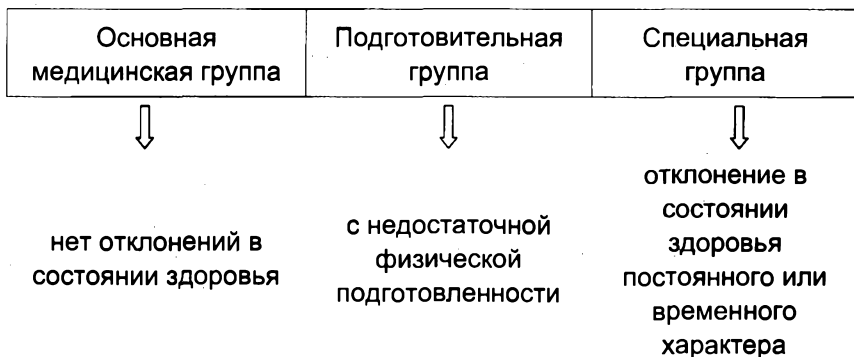 Основная
медицинская группа
Подготовительная
группа
Специальная
группа
нет отклонений в
состоянии здоровья
с недостаточной
физической
подготовленности
отклонение в
состоянии
здоровья
постоянного или
временного
характера